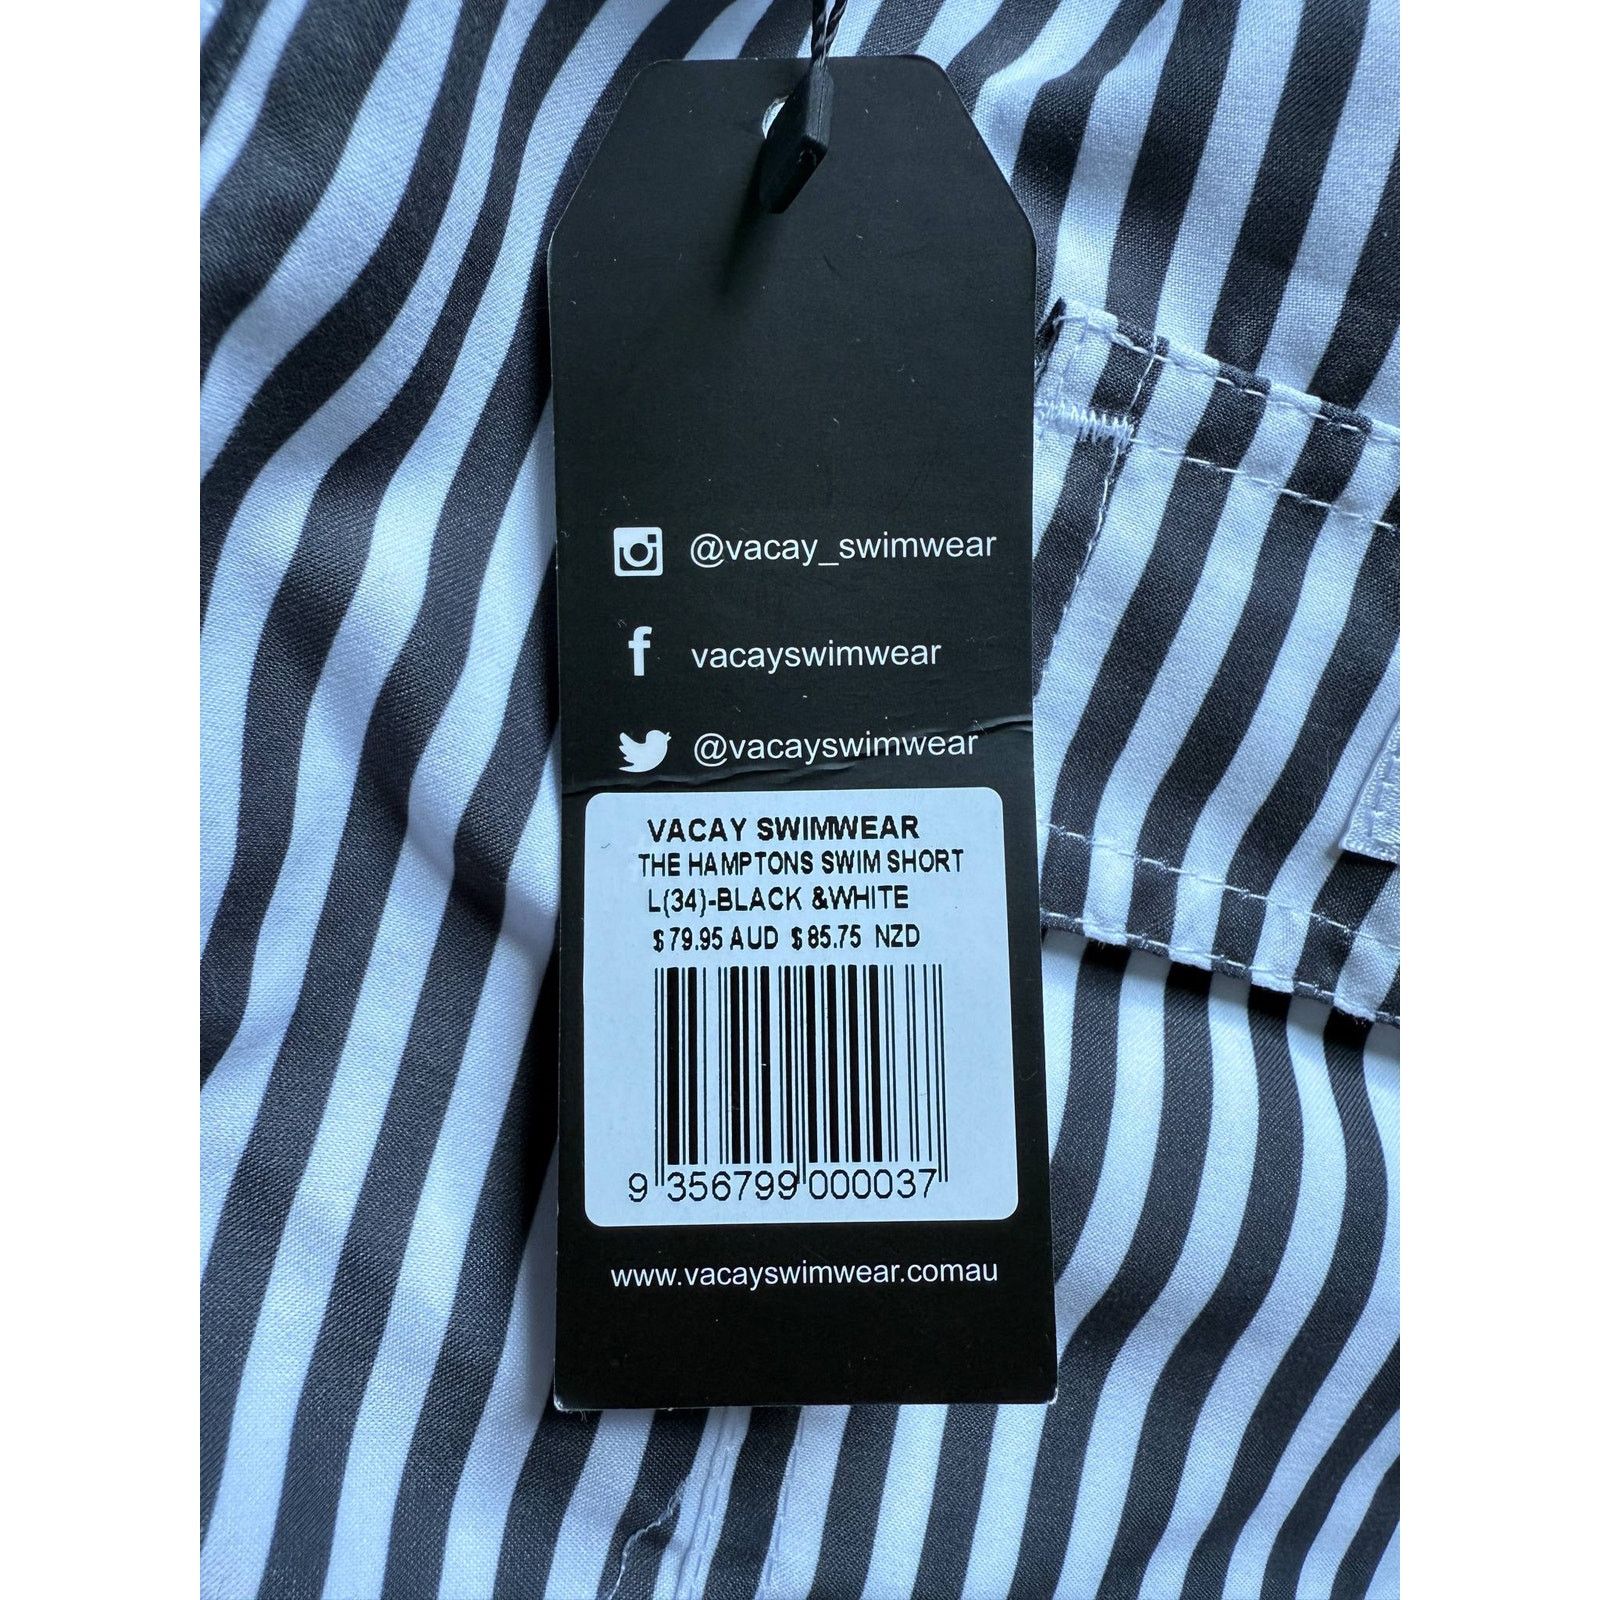 @vacay_swimwear
f vacayswimwear
@vacayswimwear
VACAY SWIMWEAR
THE HAMPTONS SWIM SHORT
L(34)-BLACK &WHITE
$79.95 AUD $85.75 NZD
9 356799 000037
www.vacayswimwear.comau